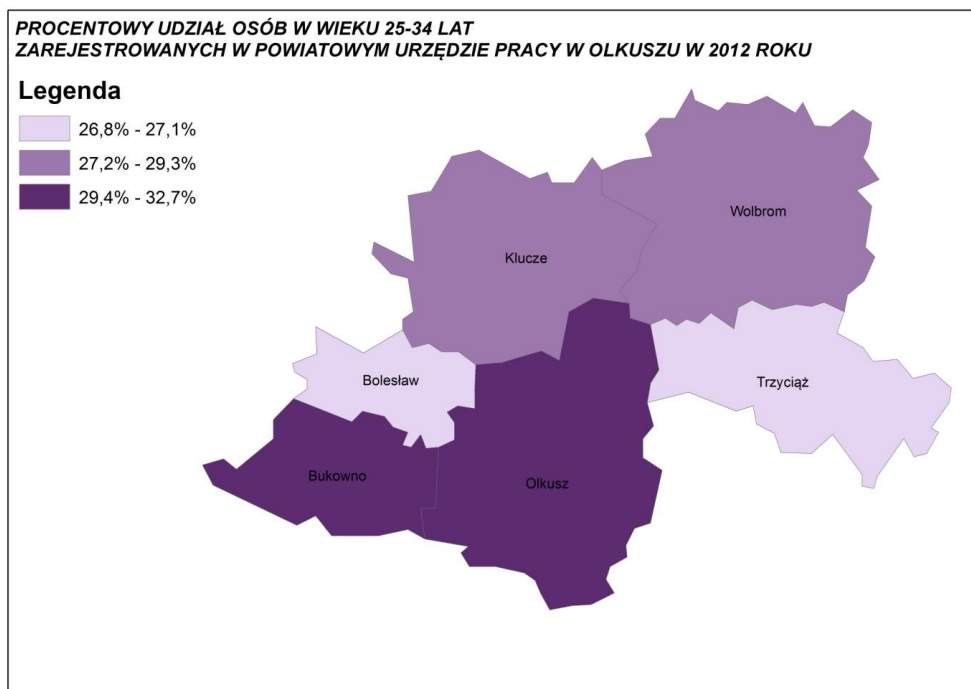 PROCENTOWY UDZIAŁ OSÓB W WIEKU 25-34 LAT
ZAREJESTROWANYCH W POWIATOWYM URZĘDZIE PRACY W OLKUSZU W 2012 ROKU
Legenda
26,8% - 27,1%
27,2% - 29,3%
29,4% - 32,7%
Wolbrom
Klucze
Bolesław
Trzyciąż
Bukowno
Olkusz